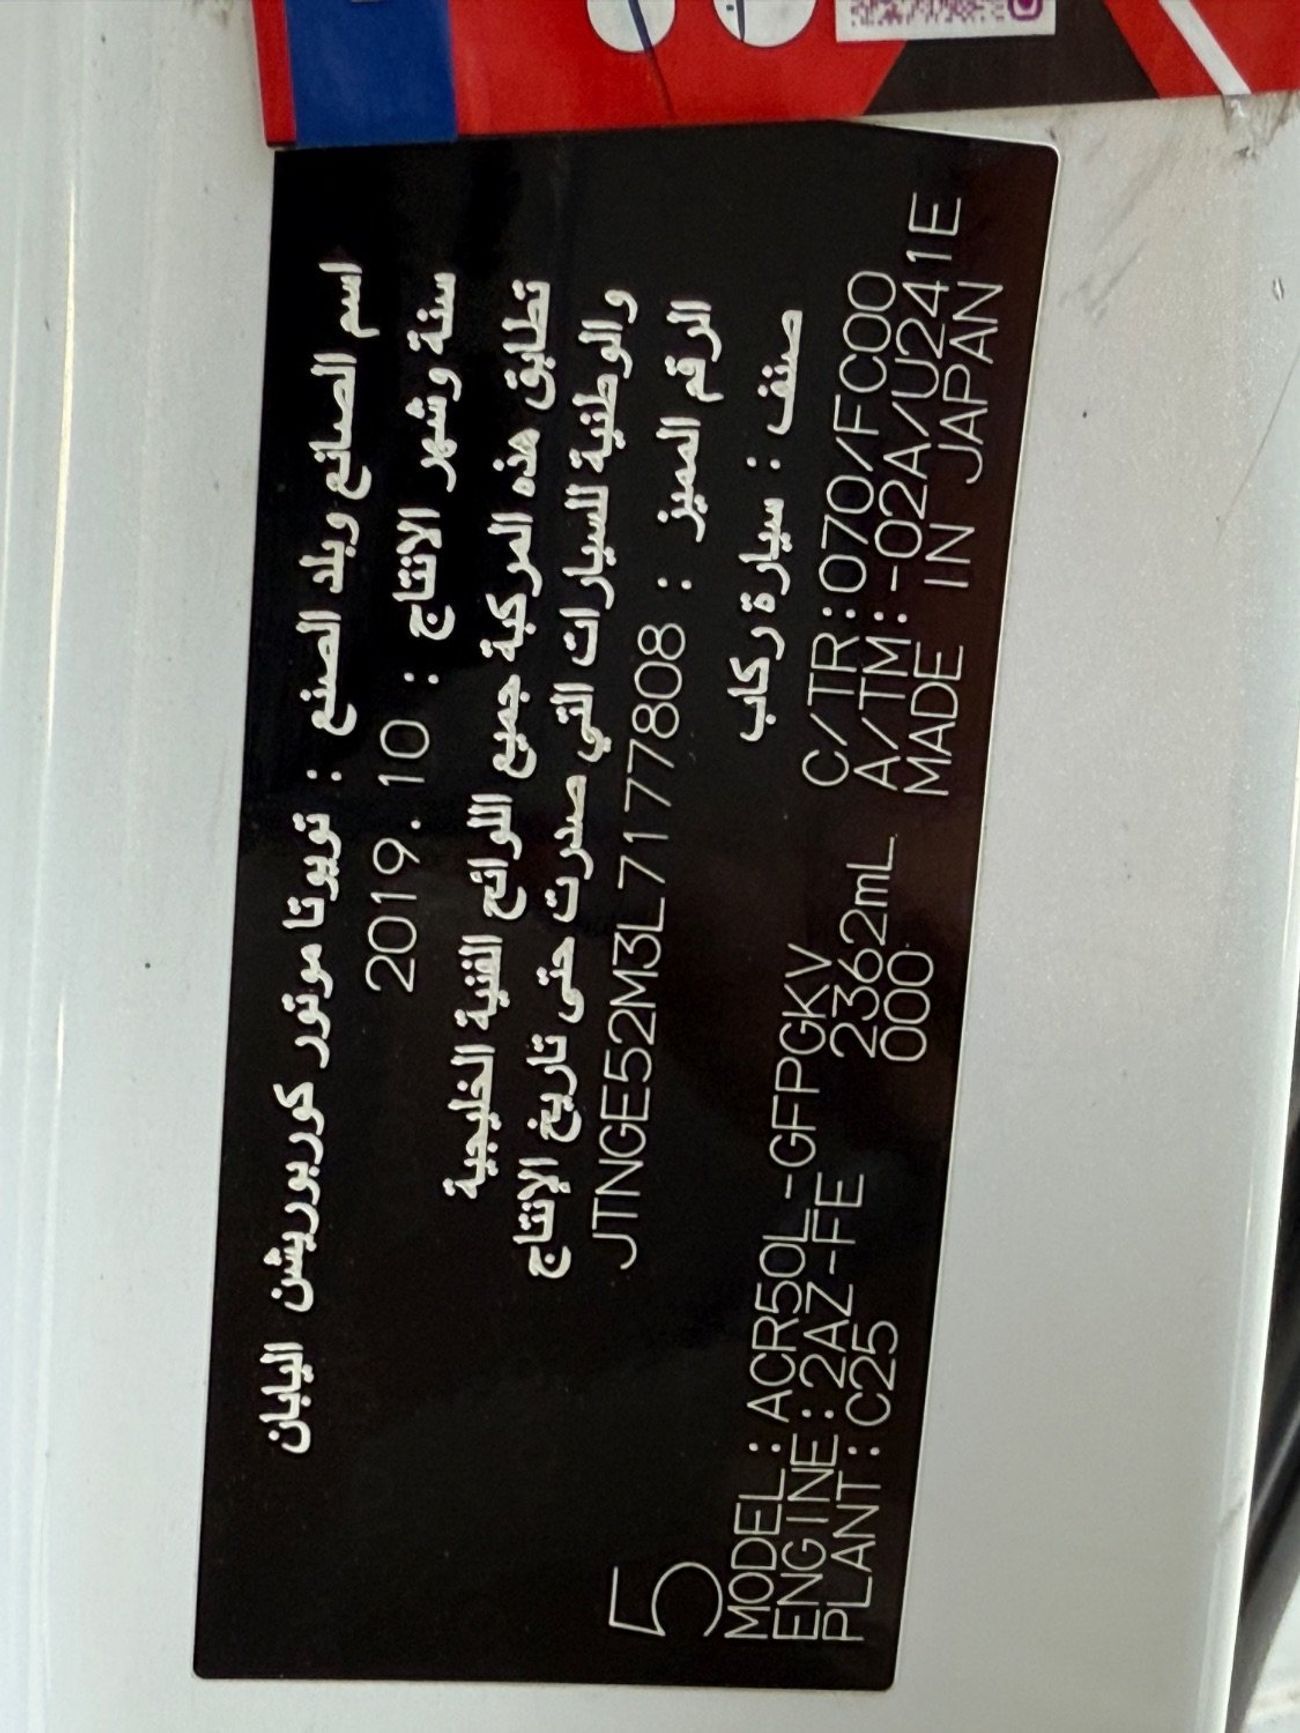 اسم الصانع وبلد الصنع : تويوتا موتور كوربوريشن اليابان
سنة وشهر الانتاج : 2019.10
تطابق هذه المركبة جميع اللوائح الفنية الخليجية
والوطنية للسيارات التي صدرت حتى تاريخ الإنتاج
الرقم المميز : JTNGE52M3L7177808
صنف : سيارة ركاب
5
MODEL:ACR50L-GFPGKV C/TR:070/FC00
ENGINE:2AZ-FE 2362mL A/TM:-02A/U241E
PLANT:C25 000 MADE IN JAPAN